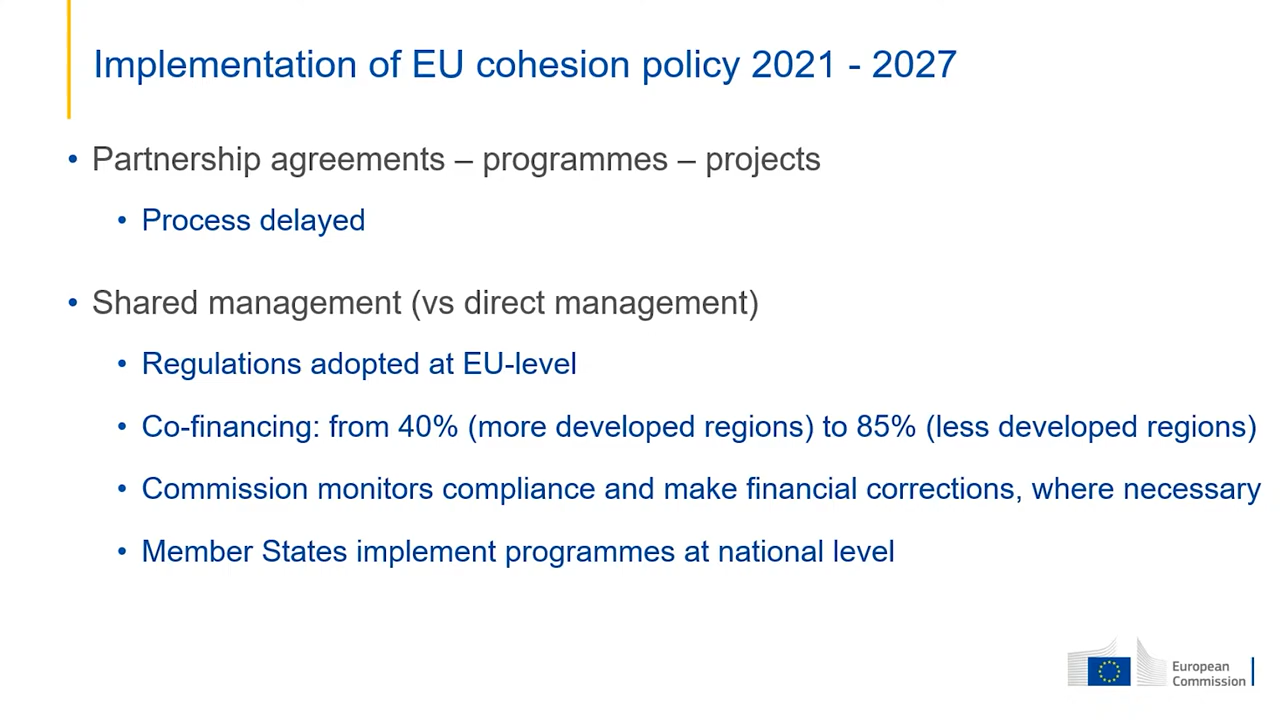 Implementation of EU cohesion policy 2021 - 2027
• Partnership agreements – programmes – projects
• Process delayed
• Shared management (vs direct management)
• Regulations adopted at EU-level
• Co-financing: from 40% (more developed regions) to 85% (less developed regions)
• Commission monitors compliance and make financial corrections, where necessary
• Member States implement programmes at national level
European
Commission